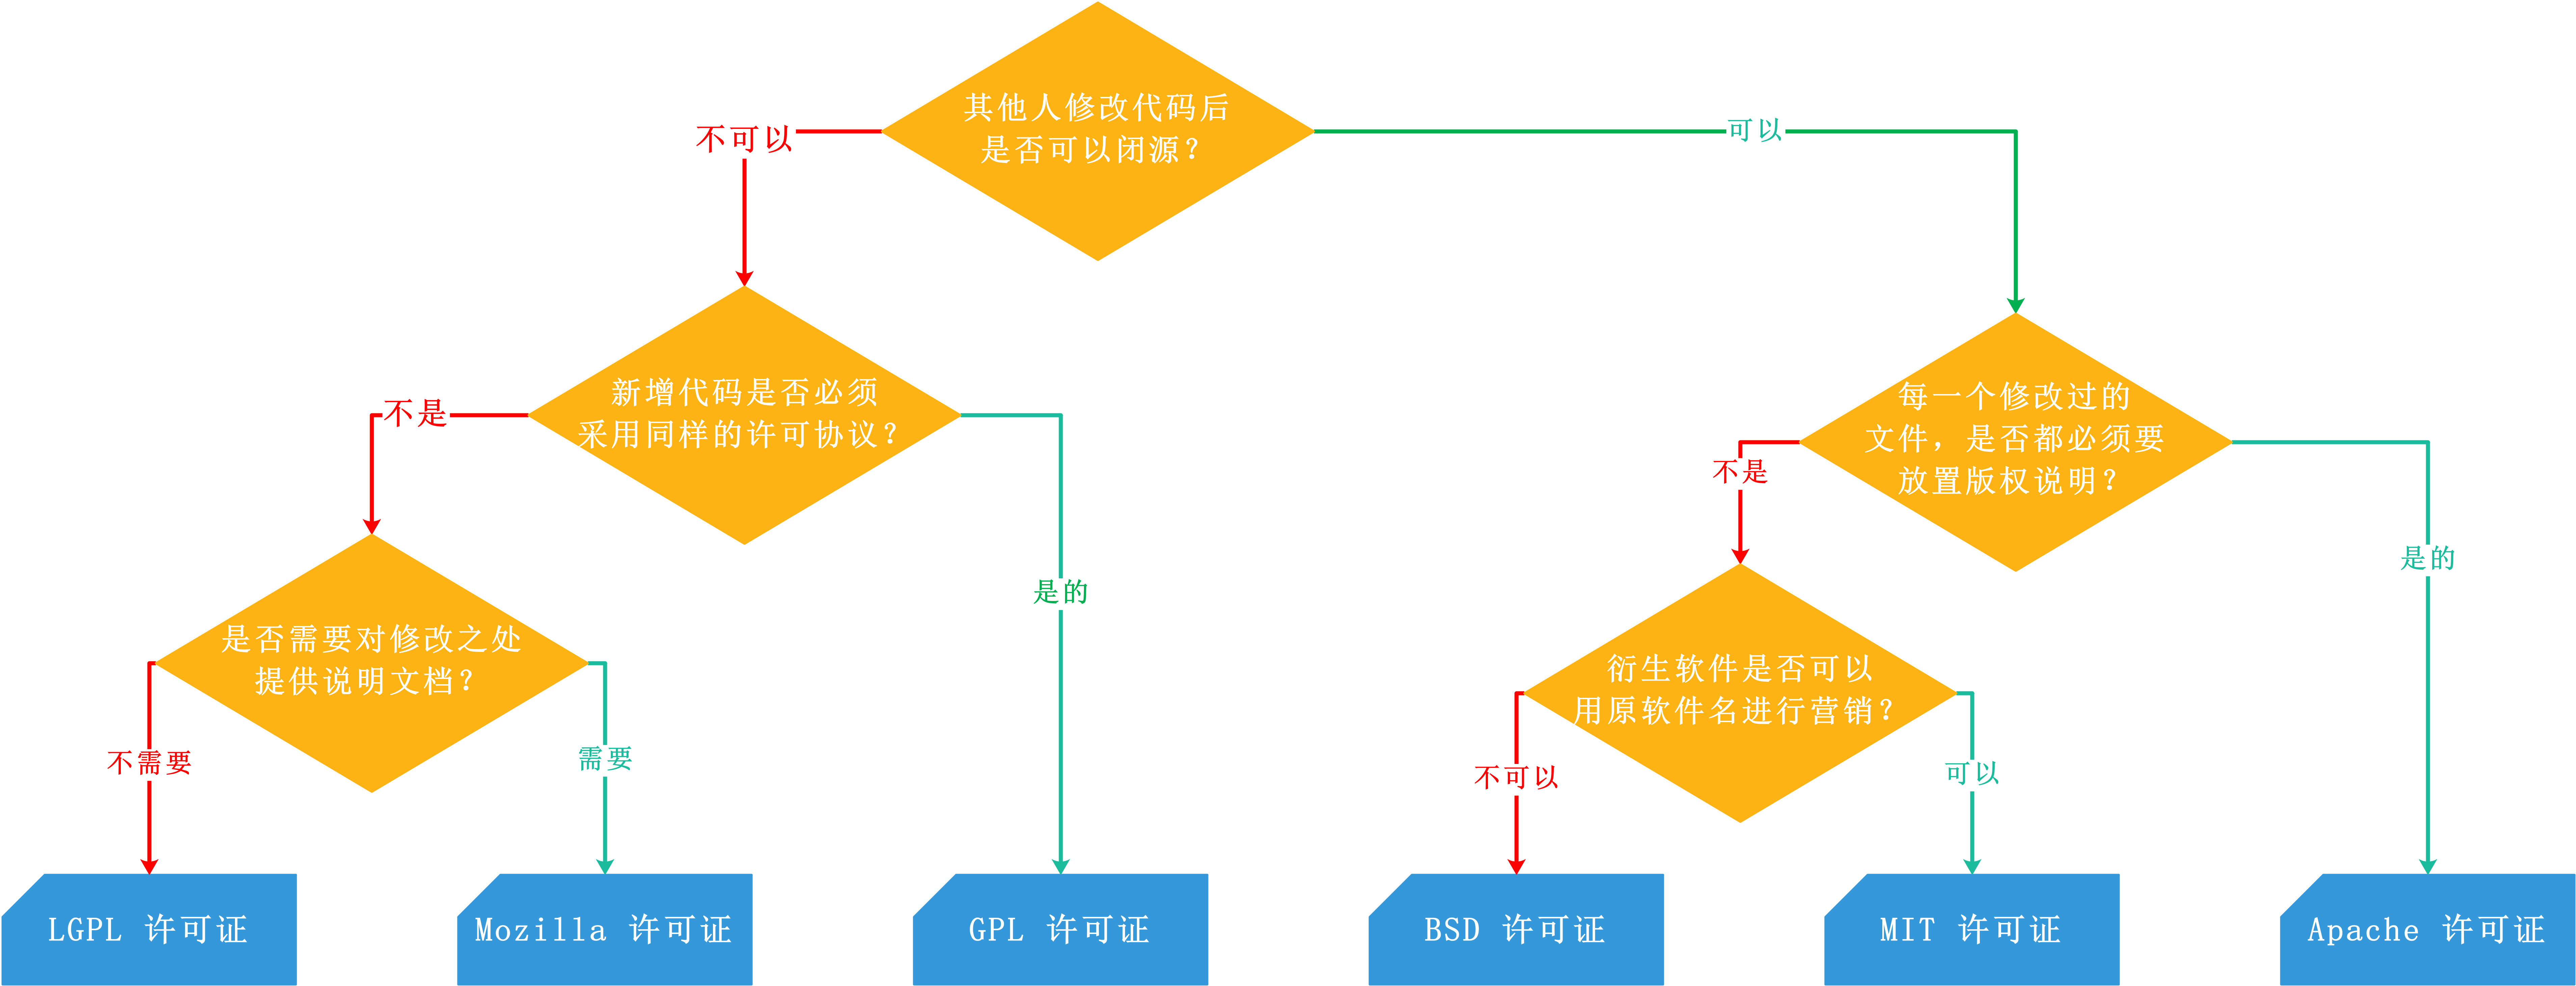 其他人修改代码后
是否可以闭源？
不可以
可以
新增代码是否必须
采用同样的许可协议？
不是
是的
每一个修改过的
文件，是否都必须要
放置版权说明？
不是
是的
是否需要对修改之处
提供说明文档？
不需要
需要
衍生软件是否可以
用原软件名进行营销？
不可以
可以
LGPL 许可证
Mozilla 许可证
GPL 许可证
BSD 许可证
MIT 许可证
Apache 许可证